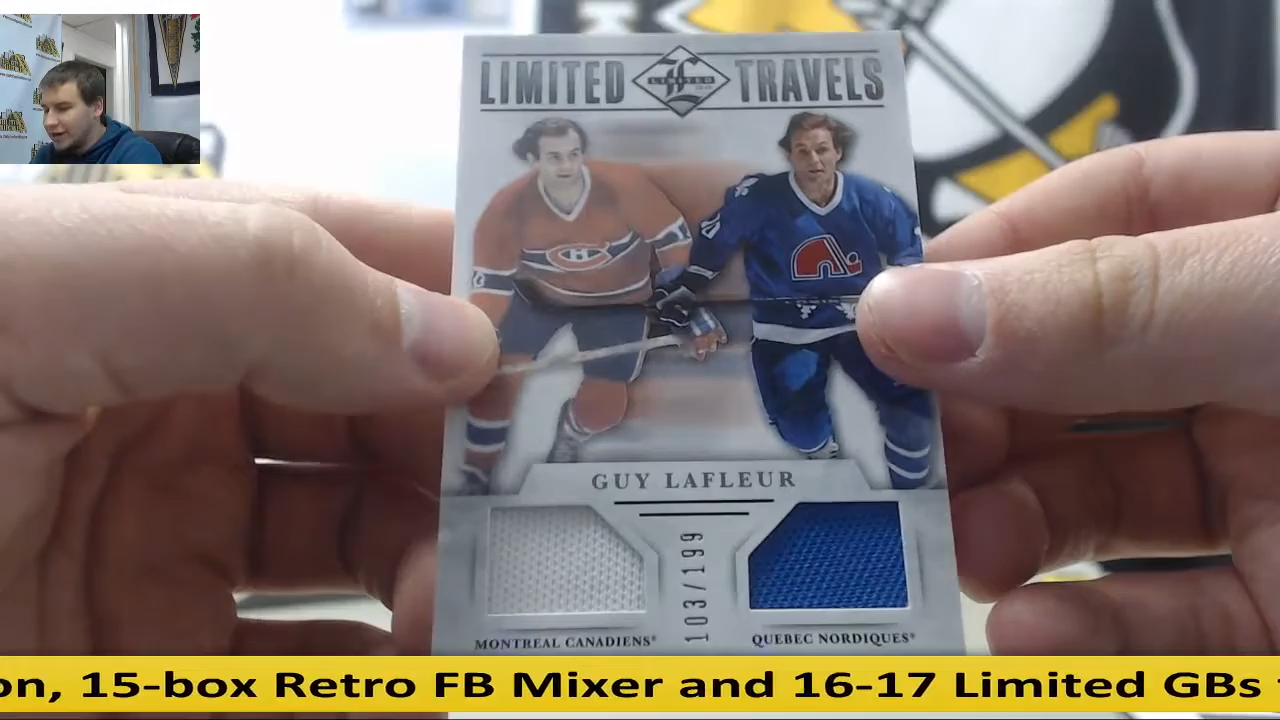 LIMITED LIMITED TRAVELS
GUY LAFLEUR
103/199
MONTREAL CANADIENS® QUEBEC NORDIQUES®
on, 15-box Retro FB Mixer and 16-17 Limited GBs